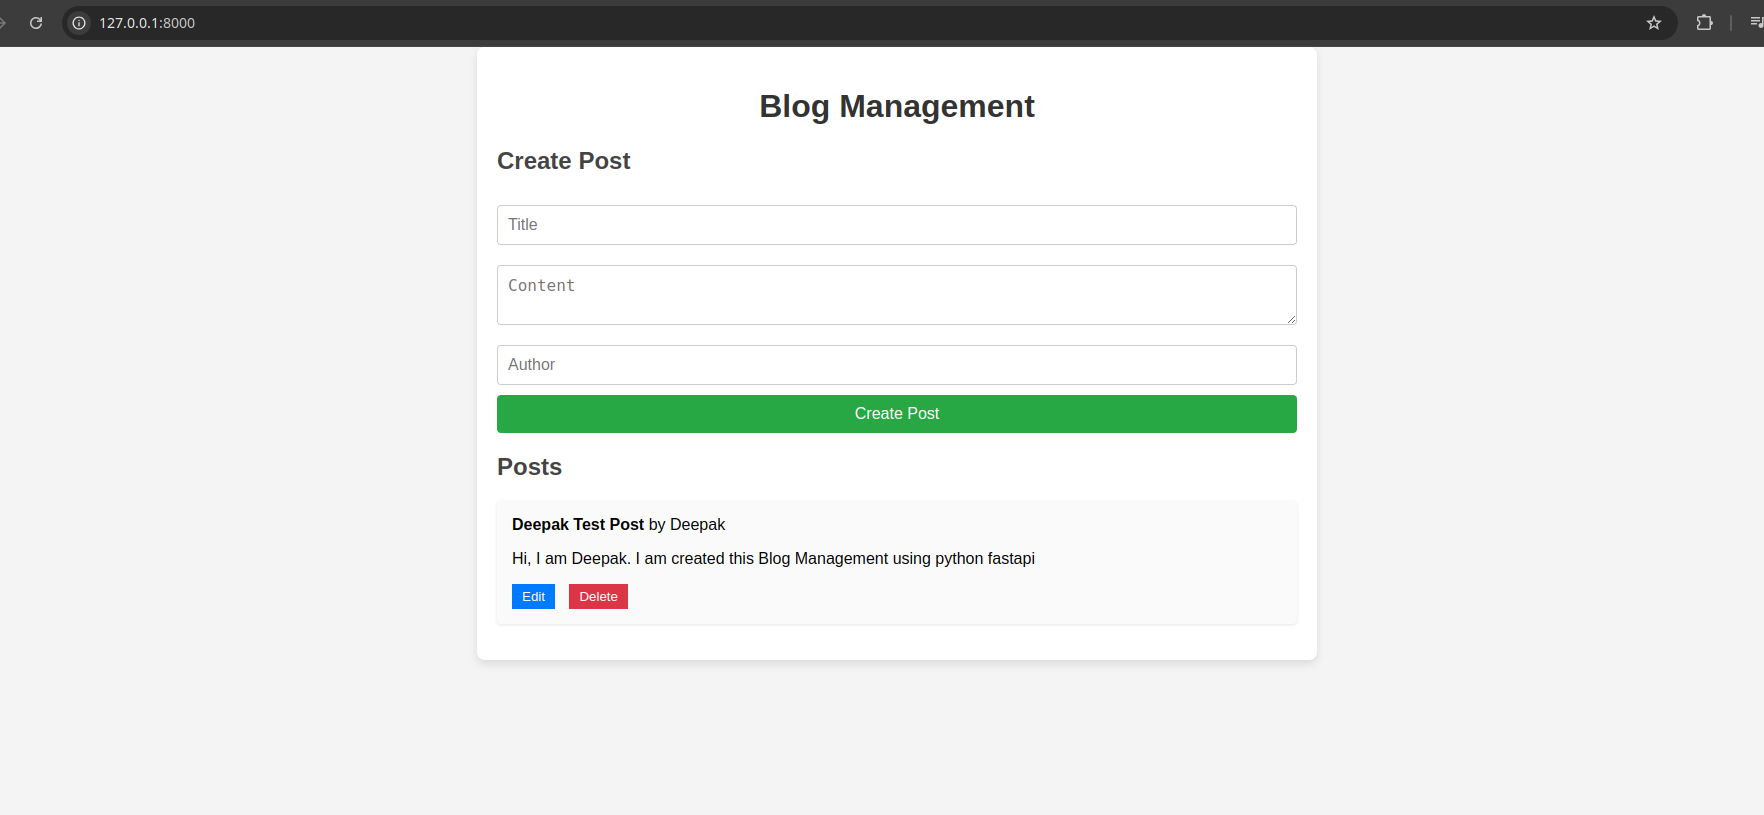 127.0.0.1:8000
Blog Management
Create Post
Title
Content
Author
Create Post
Posts
Deepak Test Post by Deepak
Hi, I am Deepak. I am created this Blog Management using python fastapi
Edit Delete